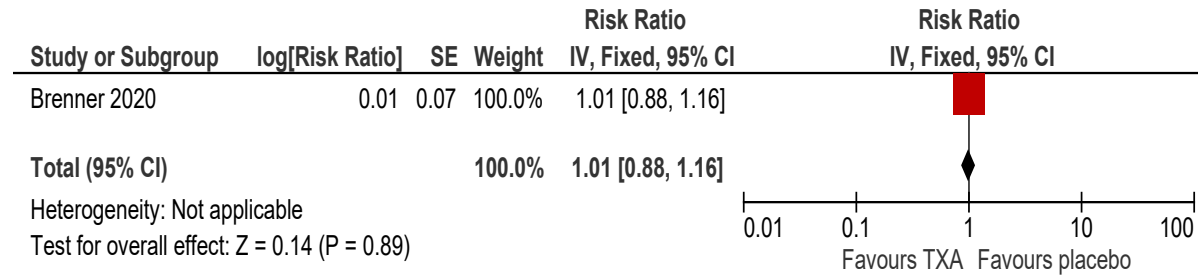 Risk Ratio Risk Ratio
Study or Subgroup log[Risk Ratio] SE Weight IV, Fixed, 95% CI IV, Fixed, 95% CI
Brenner 2020 0.01 0.07 100.0% 1.01 [0.88, 1.16]
Total (95% CI) 100.0% 1.01 [0.88, 1.16]
Heterogeneity: Not applicable
Test for overall effect: Z = 0.14 (P = 0.89)
0.01 0.1 1 10 100
Favours TXA Favours placebo